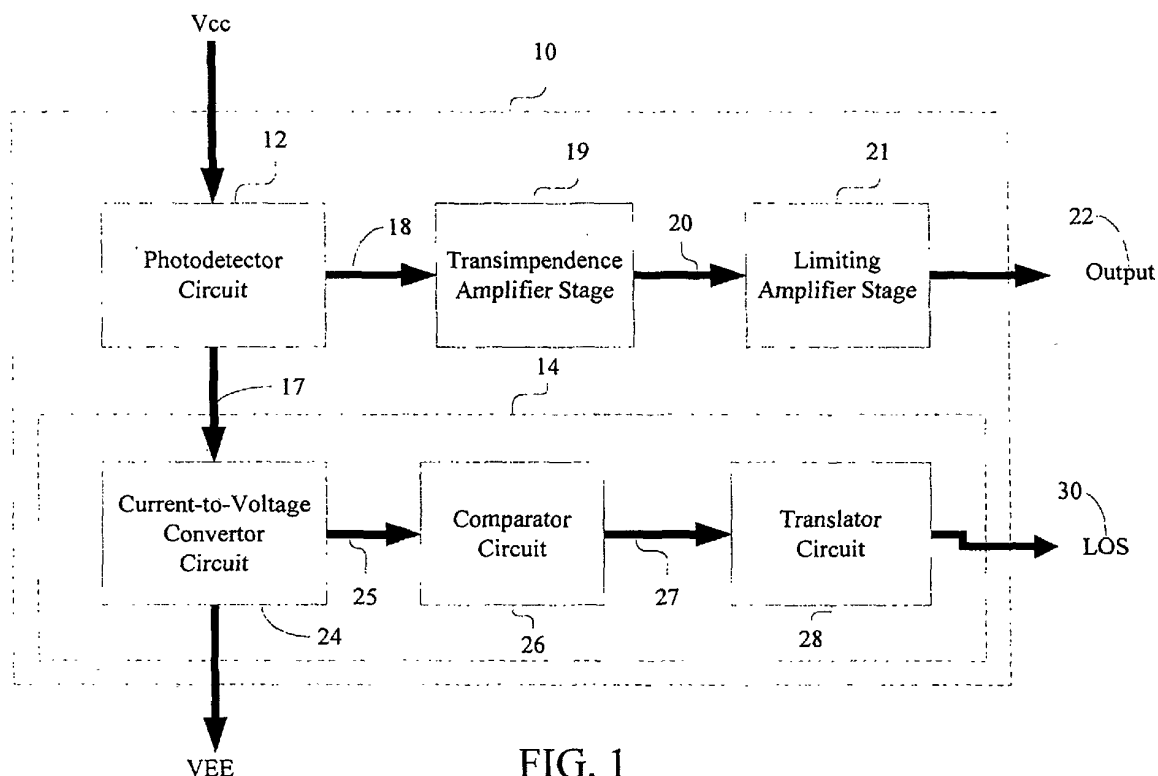 Vcc
10
12
19
21
22
Photodetector
Circuit
18
Transimpendence
Amplifier Stage
20
Limiting
Amplifier Stage
Output
17
14
Current-to-Voltage
Convertor
Circuit
25
Comparator
Circuit
27
Translator
Circuit
30
LOS
24
26
28
VEE
FIG. 1